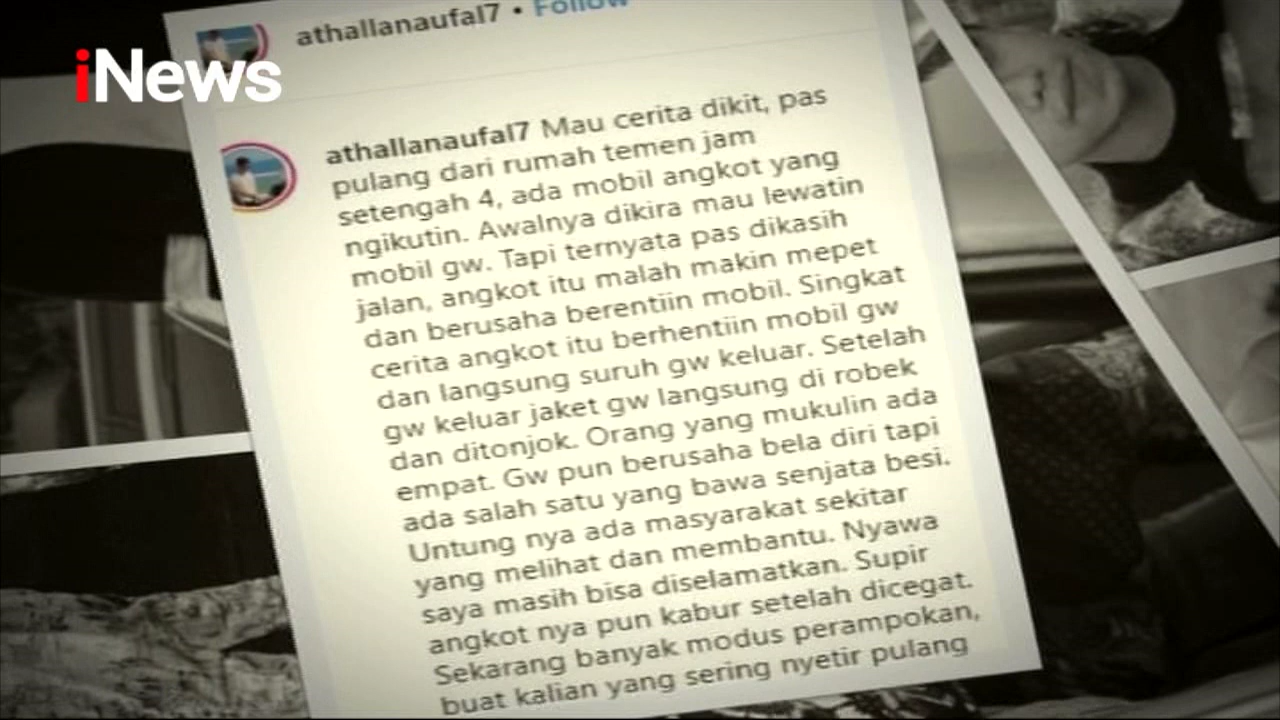 athallanaufal7 • Follow
iNews
athallanaufal7 Mau cerita dikit, pas
pulang dari rumah temen jam
setengah 4, ada mobil angkot yang
ngikutin. Awalnya dikira mau lewatin
mobil gw. Tapi ternyata pas dikasih
jalan, angkot itu malah makin mepet
dan berusaha berentiin mobil. Singkat
cerita angkot itu berhentiin mobil gw
dan langsung suruh gw keluar. Setelah
gw keluar jaket gw langsung di robek
dan ditonjok. Orang yang mukulin ada
empat. Gw pun berusaha bela diri tapi
ada salah satu yang bawa senjata besi.
Untung nya ada masyarakat sekitar
yang melihat dan membantu. Nyawa
saya masih bisa diselamatkan. Supir
angkot nya pun kabur setelah dicegat.
Sekarang banyak modus perampokan,
buat kalian yang sering nyetir pulang